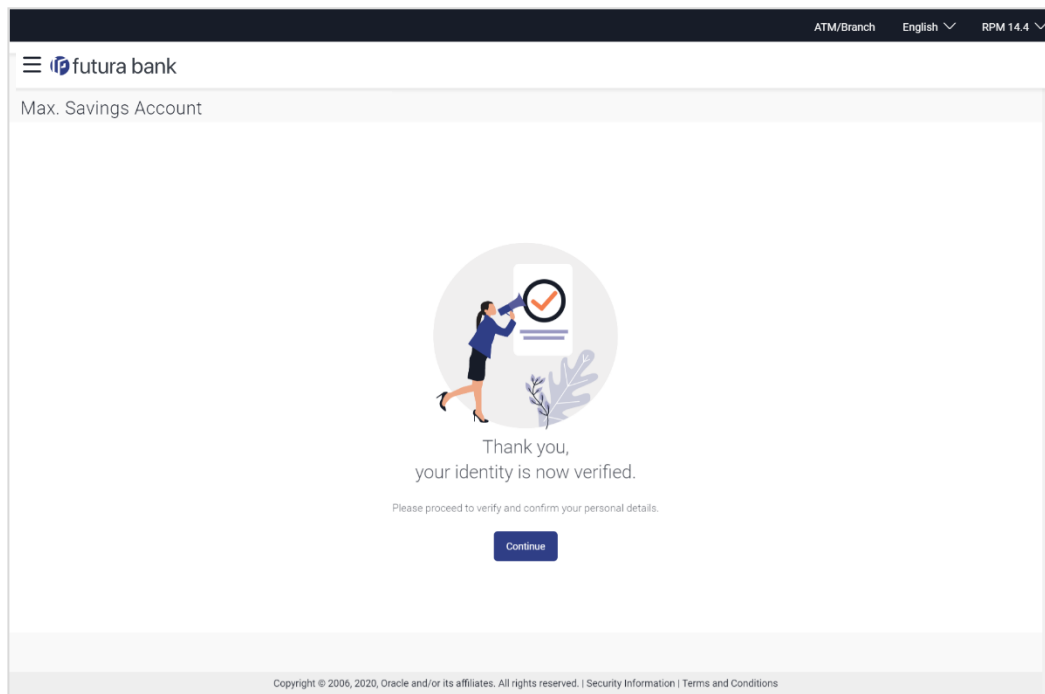 ATM/Branch English RPM 14.4
futura bank
Max. Savings Account
Thank you,
your identity is now verified.
Please proceed to verify and confirm your personal details.
Continue
Copyright © 2006, 2020, Oracle and/or its affiliates. All rights reserved. | Security Information | Terms and Conditions